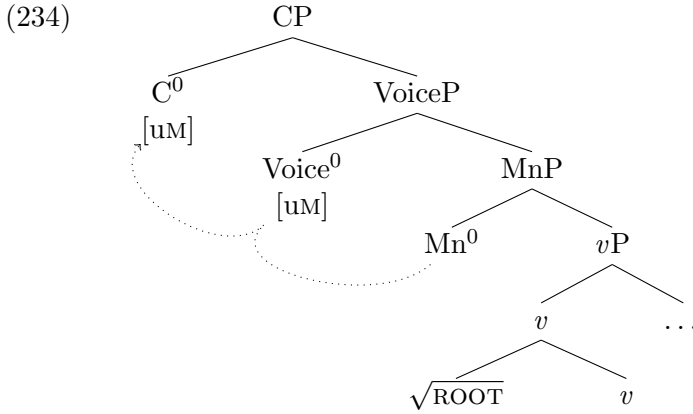 (234) CP
C⁰ VoiceP
[uM]
Voice⁰ MnP
[uM]
Mn⁰ vP
v ...
√ROOT v